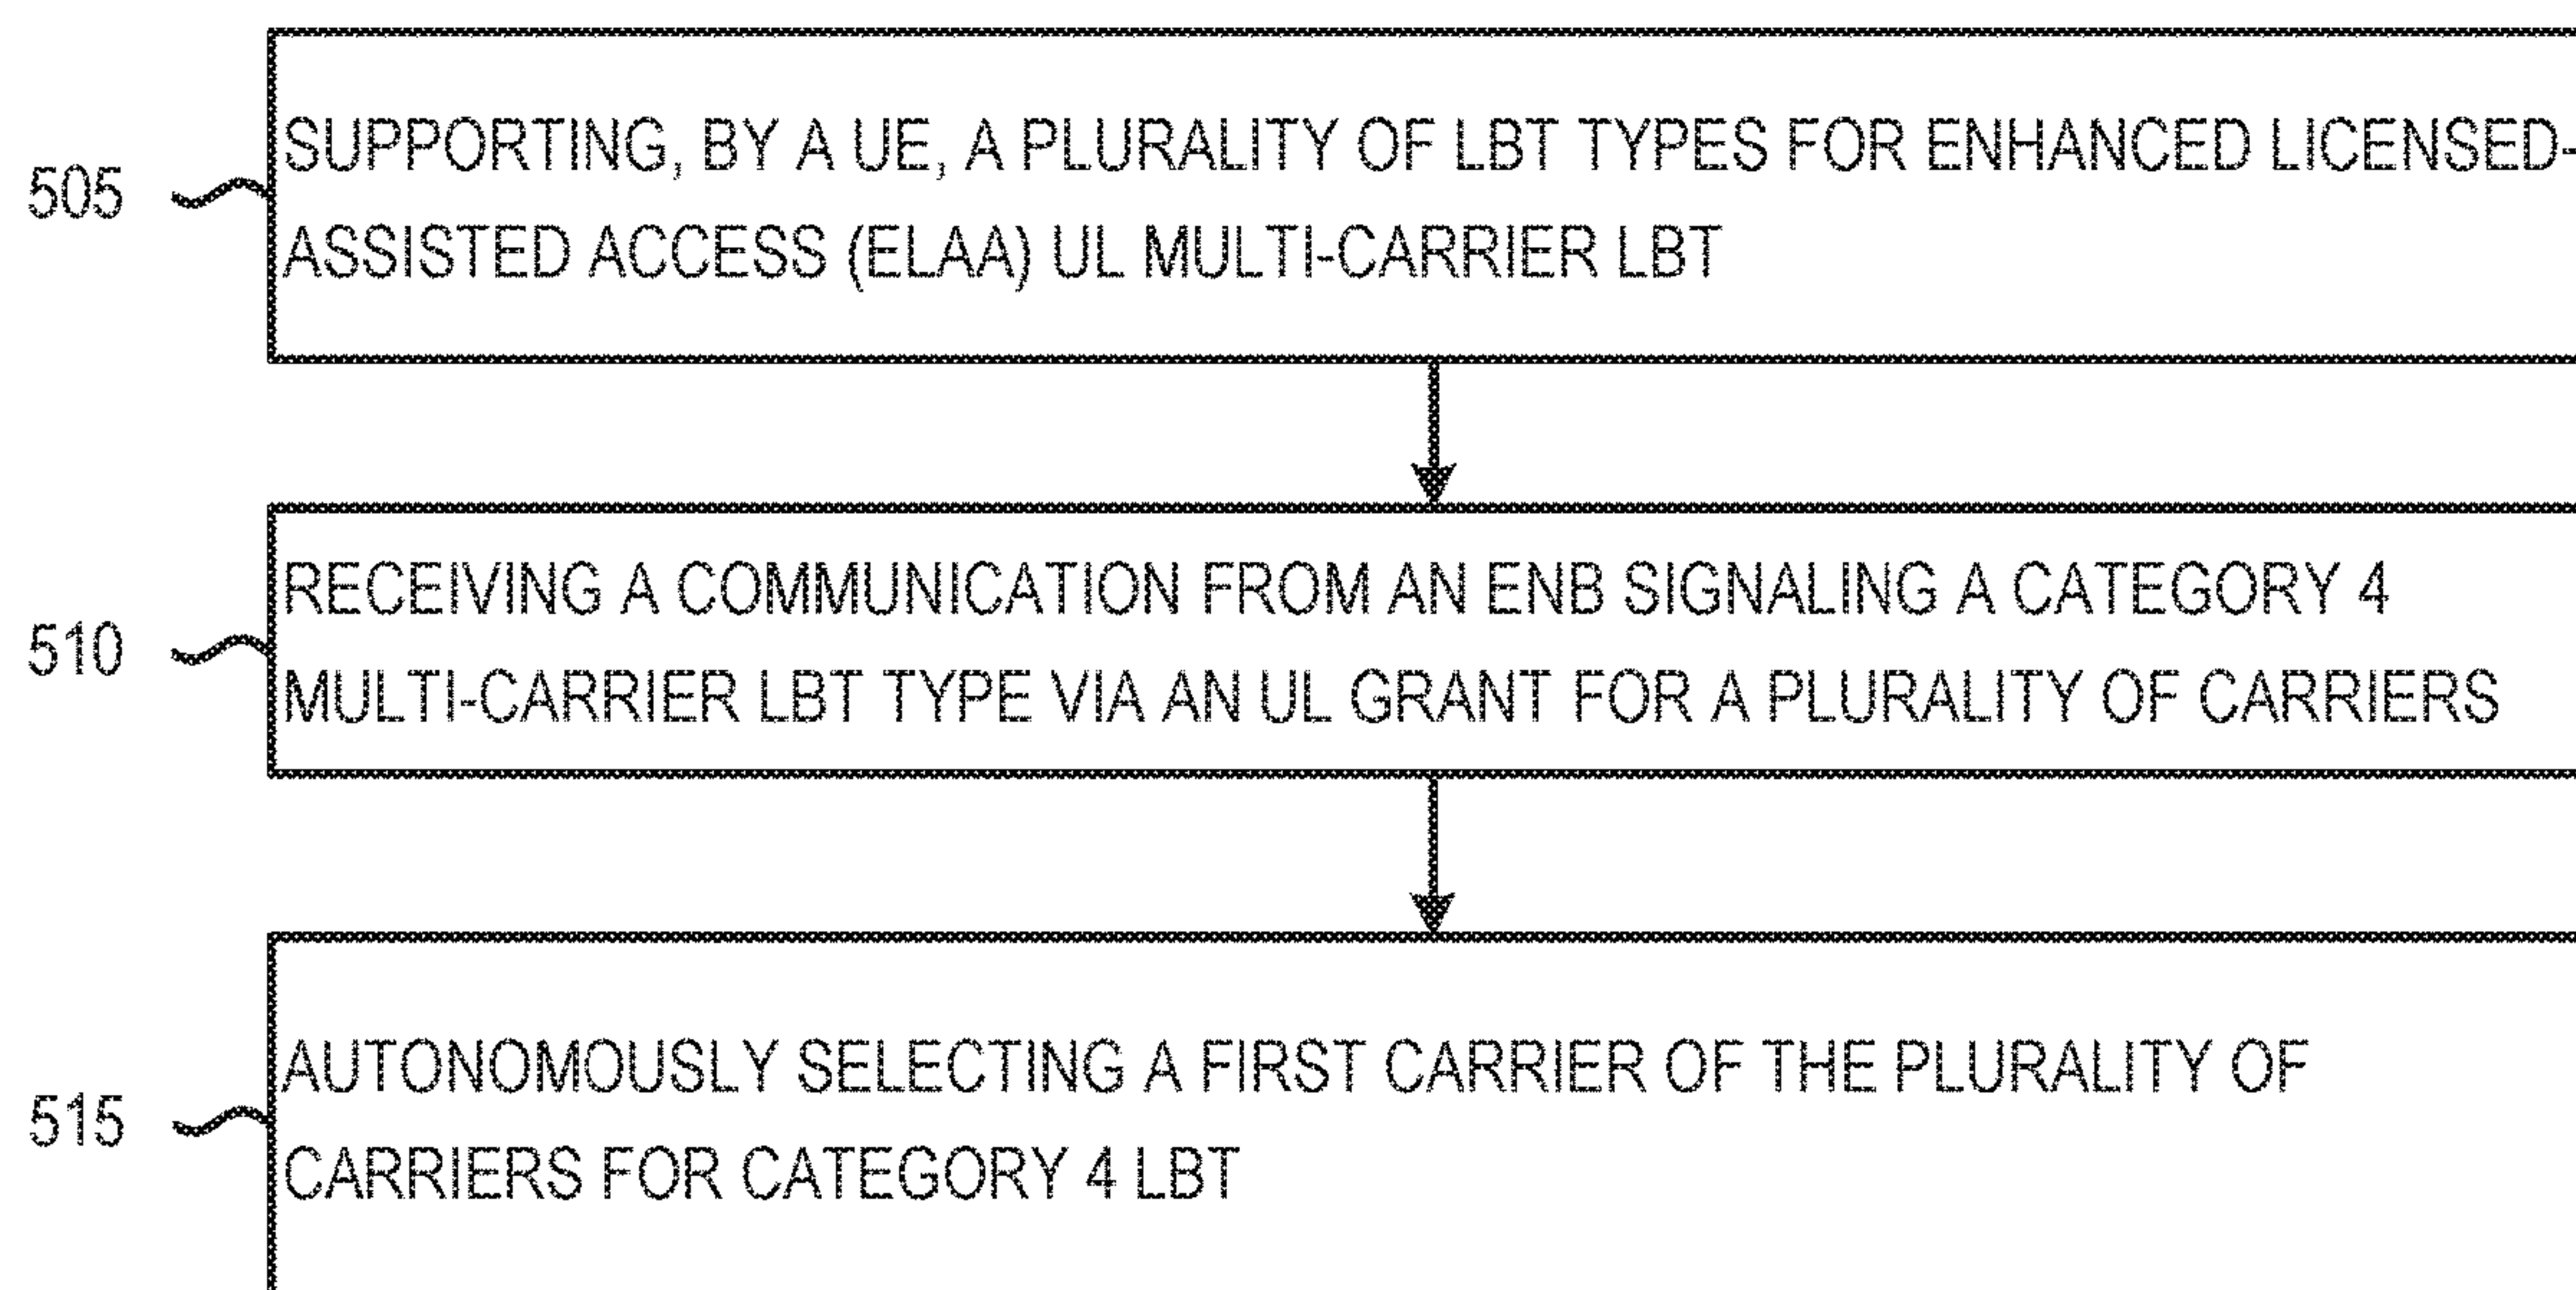 505
SUPPORTING, BY A UE, A PLURALITY OF LBT TYPES FOR ENHANCED LICENSED-
ASSISTED ACCESS (ELAA) UL MULTI-CARRIER LBT
510
RECEIVING A COMMUNICATION FROM AN ENB SIGNALING A CATEGORY 4
MULTI-CARRIER LBT TYPE VIA AN UL GRANT FOR A PLURALITY OF CARRIERS
515
AUTONOMOUSLY SELECTING A FIRST CARRIER OF THE PLURALITY OF
CARRIERS FOR CATEGORY 4 LBT